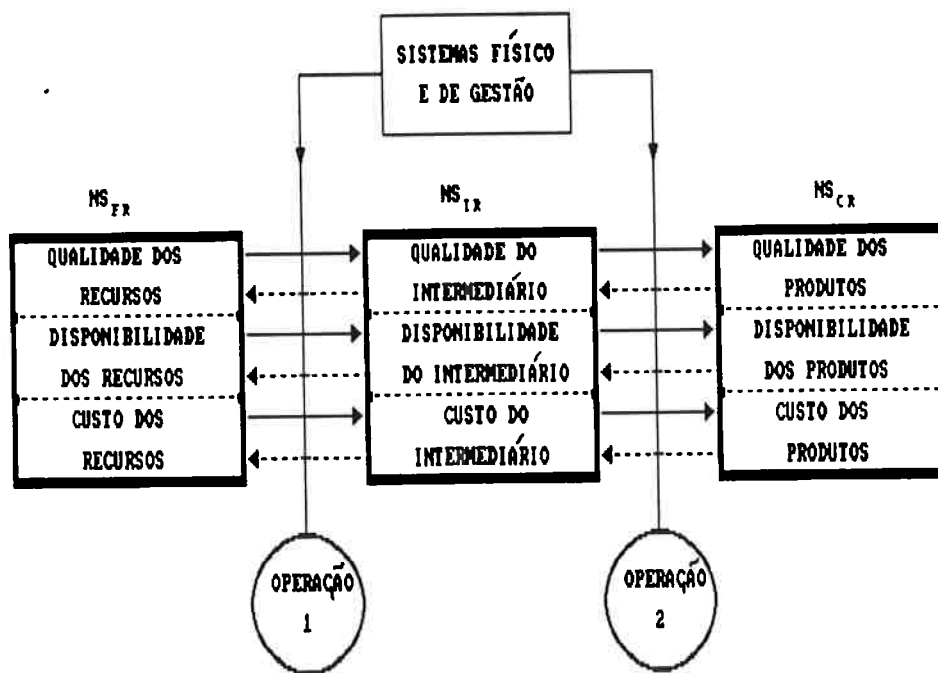 SISTEMAS FÍSICO
E DE GESTÃO
NS FR
NS IR
NS CR
QUALIDADE DOS
RECURSOS
DISPONIBILIDADE
DOS RECURSOS
CUSTO DOS
RECURSOS
QUALIDADE DO
INTERMEDIÁRIO
DISPONIBILIDADE
DO INTERMEDIÁRIO
CUSTO DO
INTERMEDIÁRIO
QUALIDADE DOS
PRODUTOS
DISPONIBILIDADE
DOS PRODUTOS
CUSTO DOS
PRODUTOS
OPERAÇÃO
1
OPERAÇÃO
2